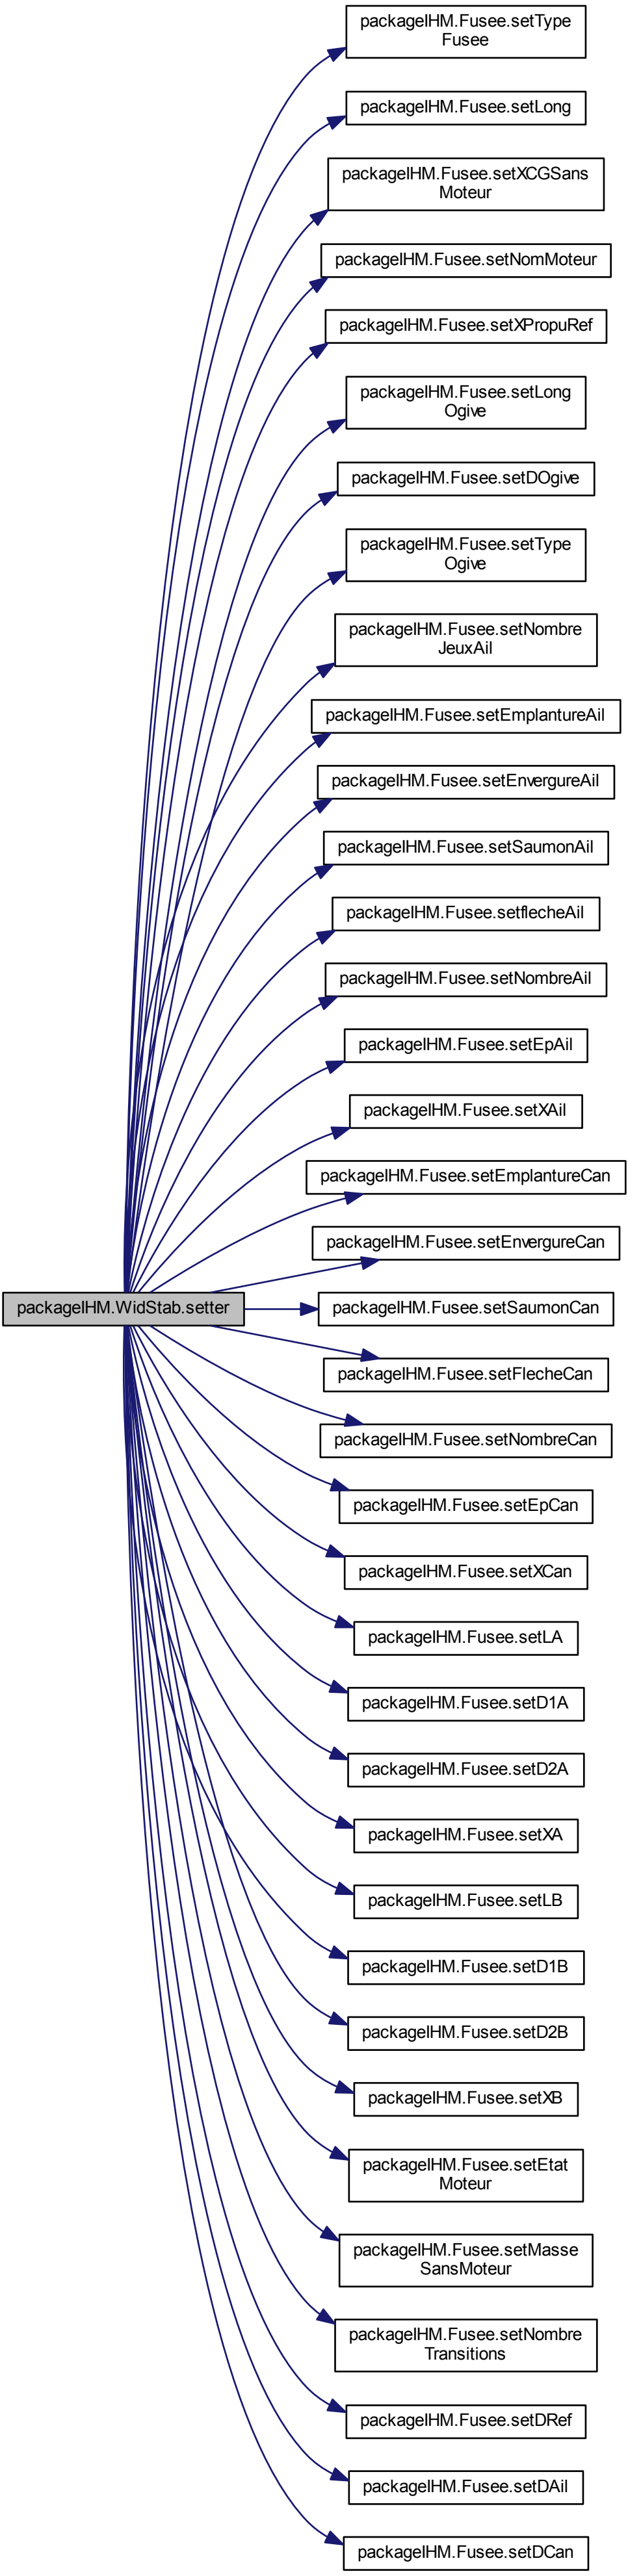 packageIHM.Fusee.setType
Fusee
packageIHM.Fusee.setLong
packageIHM.Fusee.setXCGSans
Moteur
packageIHM.Fusee.setNomMoteur
packageIHM.Fusee.setXPropuRef
packageIHM.Fusee.setLong
Ogive
packageIHM.Fusee.setDOgive
packageIHM.Fusee.setType
Ogive
packageIHM.Fusee.setNombre
JeuxAil
packageIHM.Fusee.setEmplantureAil
packageIHM.Fusee.setEnvergureAil
packageIHM.Fusee.setSaumonAil
packageIHM.Fusee.setflecheAil
packageIHM.Fusee.setNombreAil
packageIHM.Fusee.setEpAil
packageIHM.Fusee.setXAil
packageIHM.Fusee.setEmplantureCan
packageIHM.Fusee.setEnvergureCan
packageIHM.WidStab.setter
packageIHM.Fusee.setSaumonCan
packageIHM.Fusee.setFlecheCan
packageIHM.Fusee.setNombreCan
packageIHM.Fusee.setEpCan
packageIHM.Fusee.setXCan
packageIHM.Fusee.setLA
packageIHM.Fusee.setD1A
packageIHM.Fusee.setD2A
packageIHM.Fusee.setXA
packageIHM.Fusee.setLB
packageIHM.Fusee.setD1B
packageIHM.Fusee.setD2B
packageIHM.Fusee.setXB
packageIHM.Fusee.setEtat
Moteur
packageIHM.Fusee.setMasse
SansMoteur
packageIHM.Fusee.setNombre
Transitions
packageIHM.Fusee.setDRef
packageIHM.Fusee.setDAil
packageIHM.Fusee.setDCan